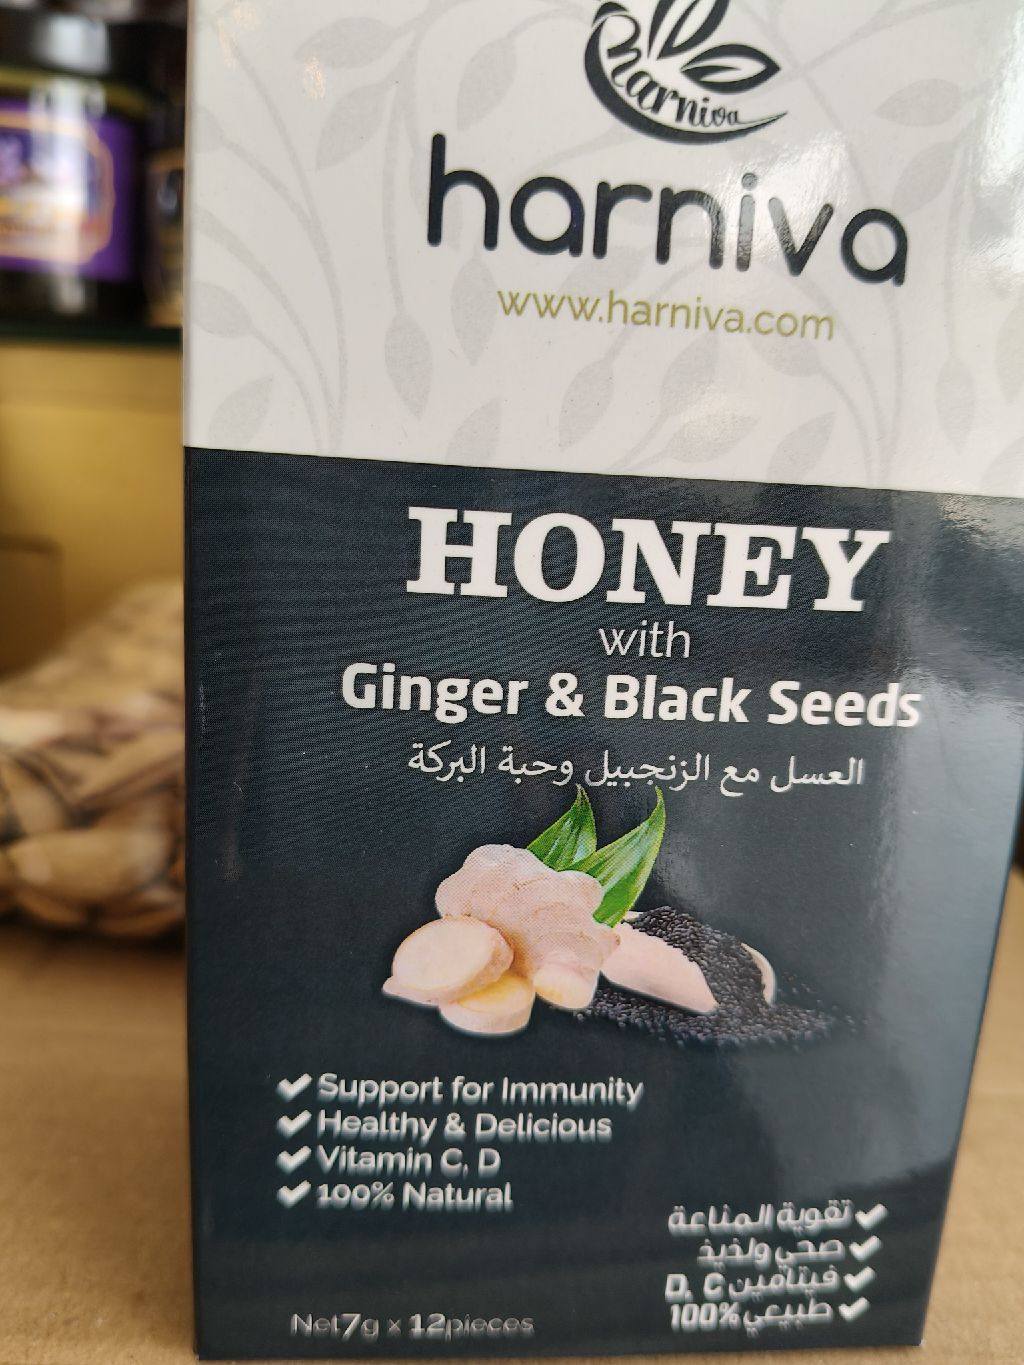 harniva
harniva
www.harniva.com
HONEY
with
Ginger & Black Seeds
العسل مع الزنجبيل وحبة البركة
Support for Immunity
Healthy & Delicious
Vitamin C, D
100% Natural
تقوية المناعة
صحي ولذيذ
فيتامين D, C
طبيعي 100%
Net7g x 12pieces